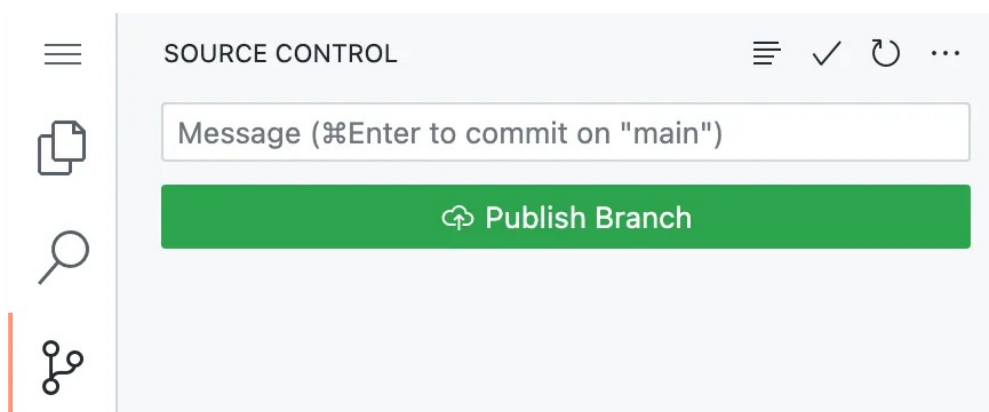 SOURCE CONTROL
Message (⌘Enter to commit on "main")
Publish Branch